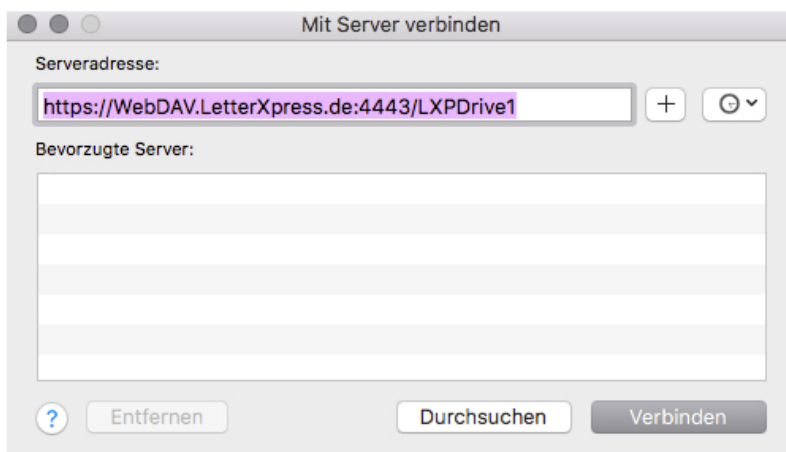 Mit Server verbinden
Serveradresse:
https://WebDAV.LetterXpress.de:4443/LXPDrive1
Bevorzugte Server:
?
Entfernen
Durchsuchen
Verbinden